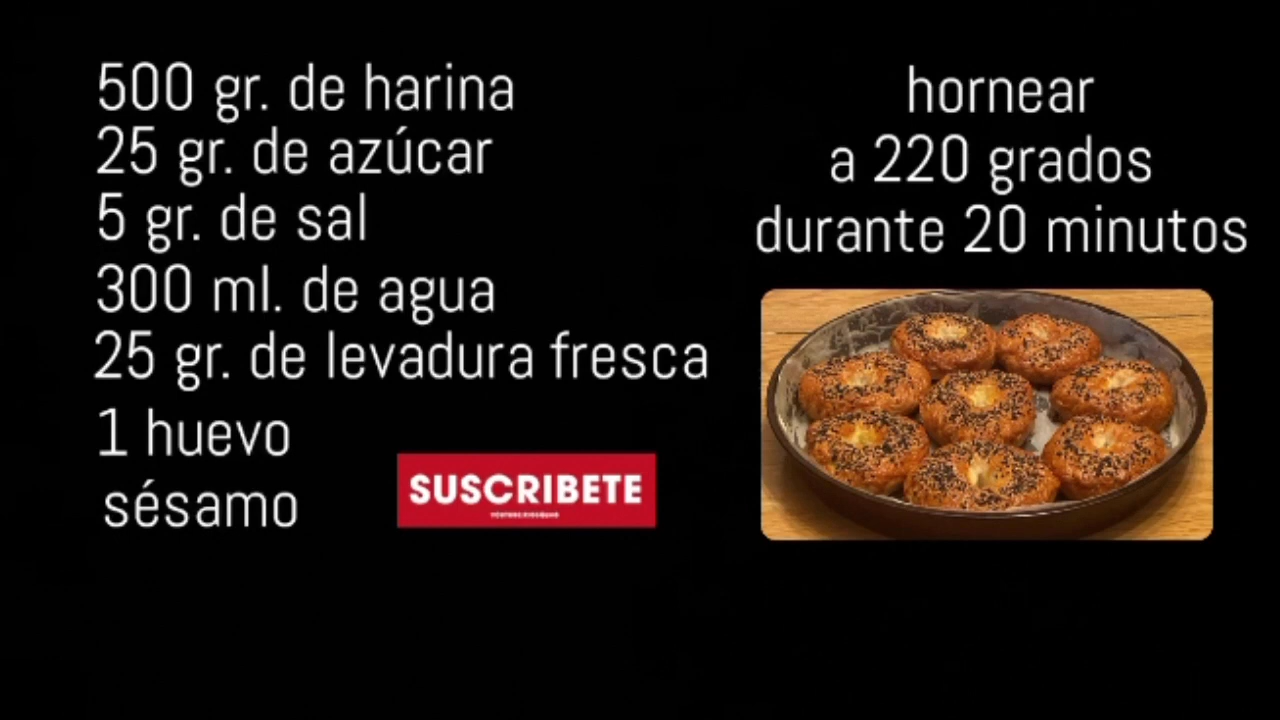 500 gr. de harina
25 gr. de azúcar
5 gr. de sal
300 ml. de agua
25 gr. de levadura fresca
1 huevo
sésamo
SUSCRIBETE
hornear
a 220 grados
durante 20 minutos